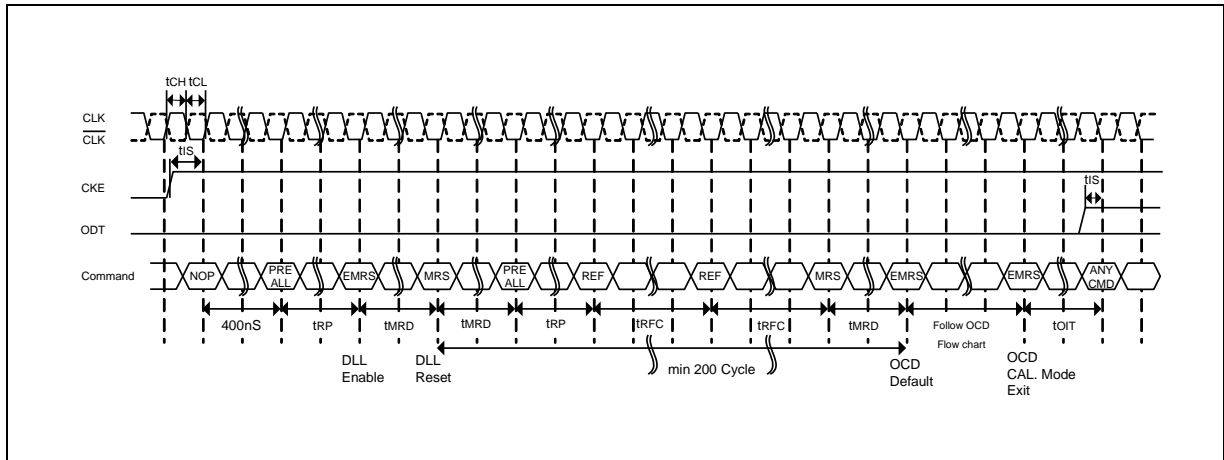 tCH tCL
CLK
CLK
tIS
CKE
tIS
ODT
Command
NOP
PRE
ALL
EMRS
MRS
PRE
ALL
REF
REF
MRS
EMRS
EMRS
ANY
CMD
400nS
tRP
tMRD
tMRD
tRP
tRFC
tRFC
tMRD
Follow OCD
Flow chart
tOIT
DLL
Enable
DLL
Reset
min 200 Cycle
OCD
Default
OCD
CAL. Mode
Exit